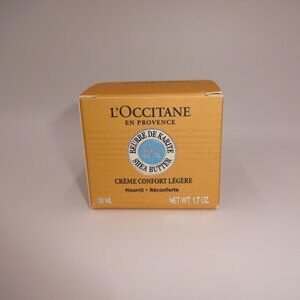 L'OCCITANE
EN PROVENCE
BEURRE DE KARITÉ
SHEA BUTTER
CRÈME CONFORT LÉGÈRE
Nourrit • Réconforte
50 ML NET WT. 1.7 OZ.